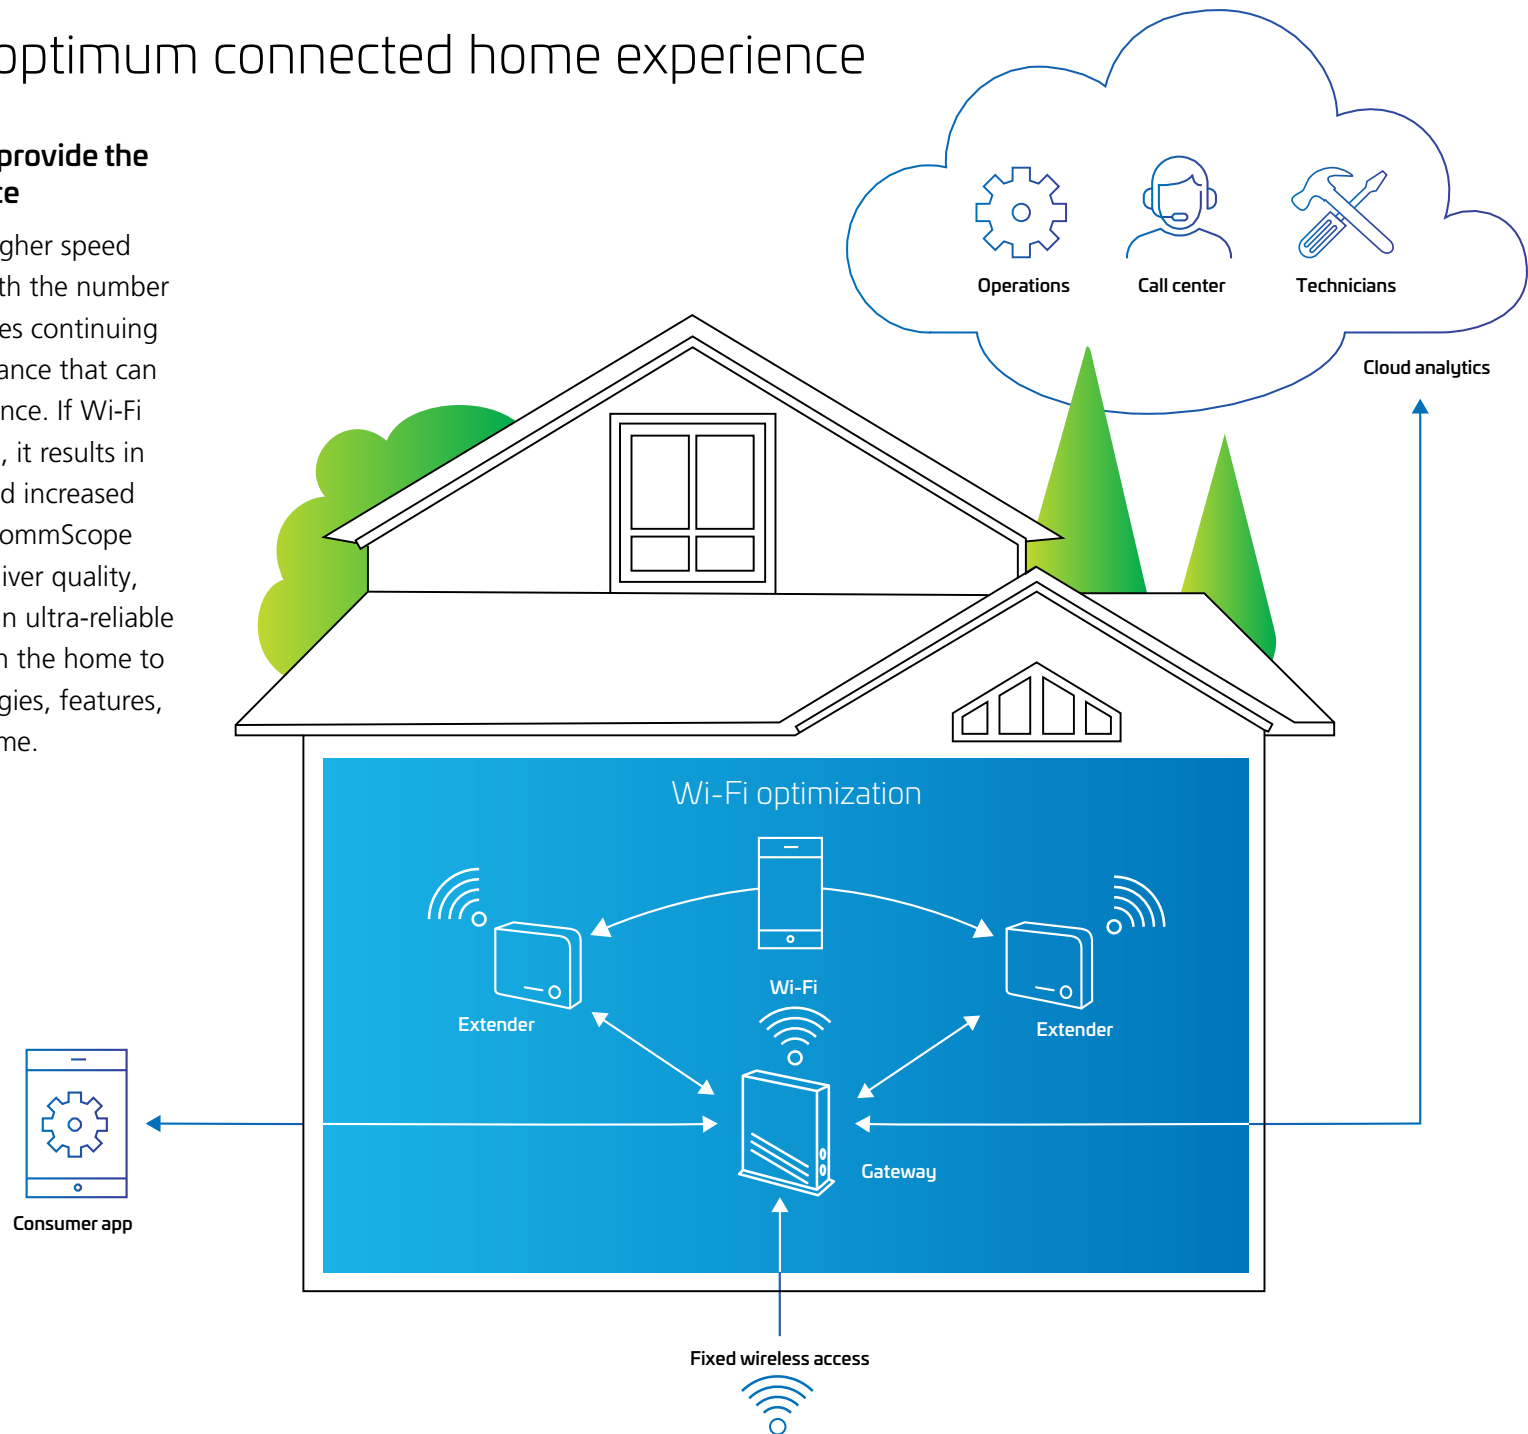 optimum connected home experience
provide the
gher speed
th the number
es continuing
ance that can
nce. If Wi-Fi
, it results in
d increased
ommScope
iver quality,
n ultra-reliable
n the home to
gies, features,
me.
Operations
Call center
Technicians
Cloud analytics
Wi-Fi optimization
Wi-Fi
Extender
Extender
Gateway
Consumer app
Fixed wireless access